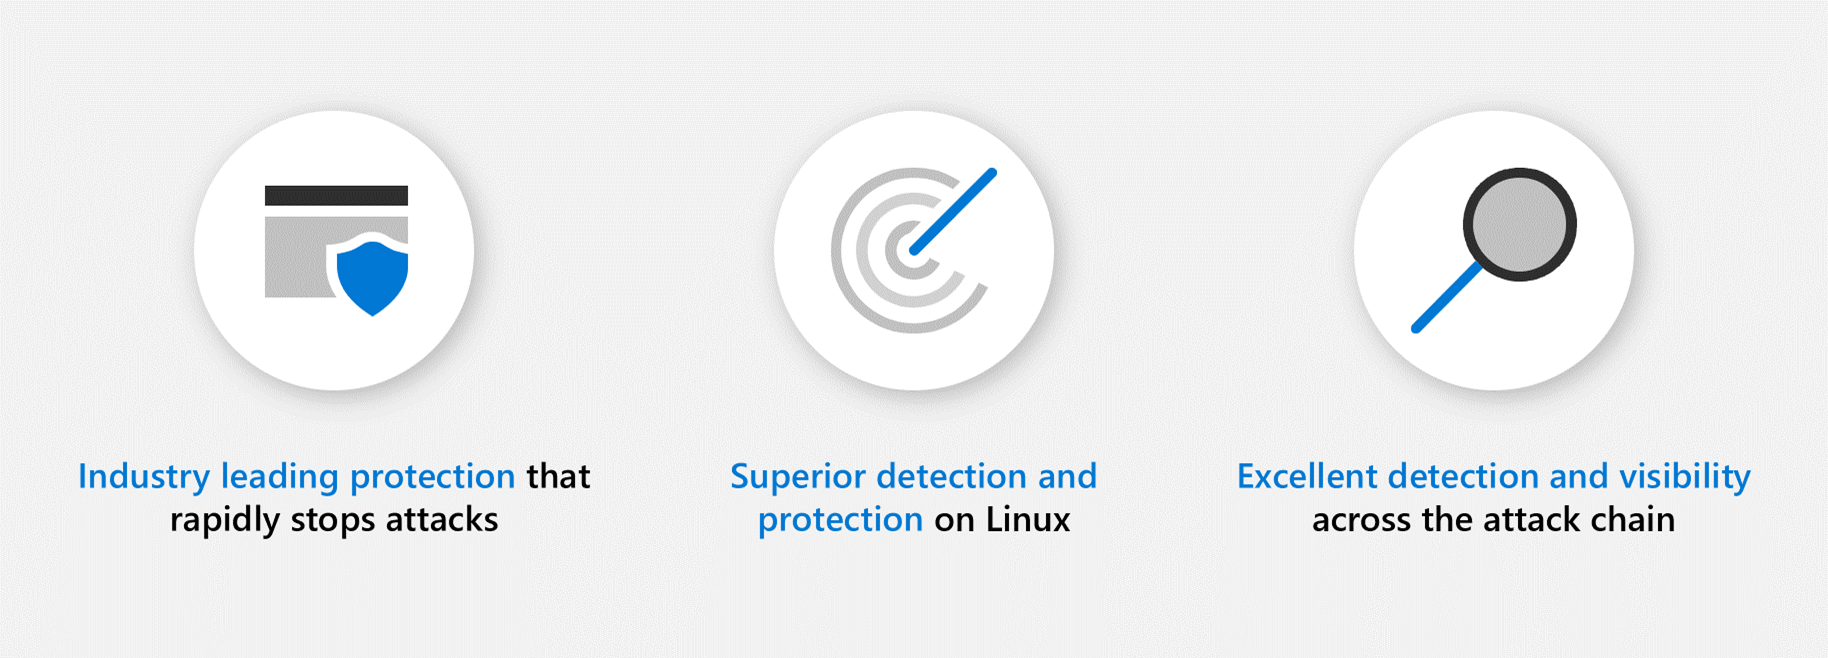 Industry leading protection that
rapidly stops attacks
Superior detection and
protection on Linux
Excellent detection and visibility
across the attack chain